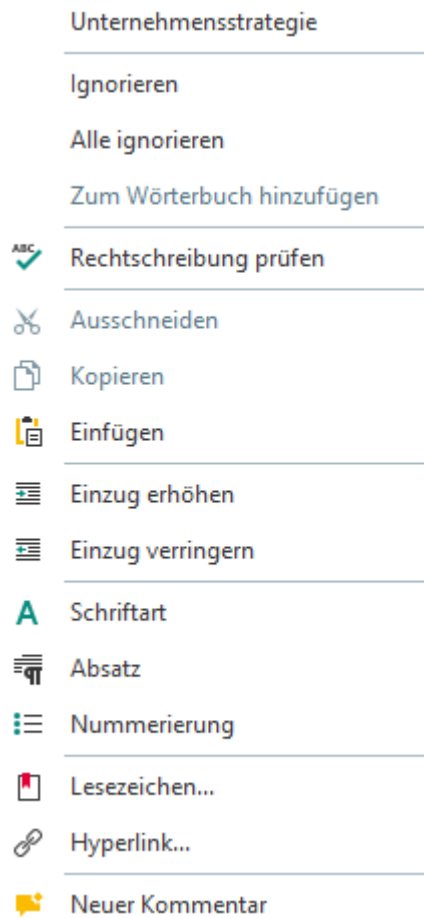 Unternehmensstrategie
Ignorieren
Alle ignorieren
Zum Wörterbuch hinzufügen
ABC Rechtschreibung prüfen
Ausschneiden
Kopieren
Einfügen
Einzug erhöhen
Einzug verringern
A Schriftart
Absatz
Nummerierung
Lesezeichen...
Hyperlink...
Neuer Kommentar